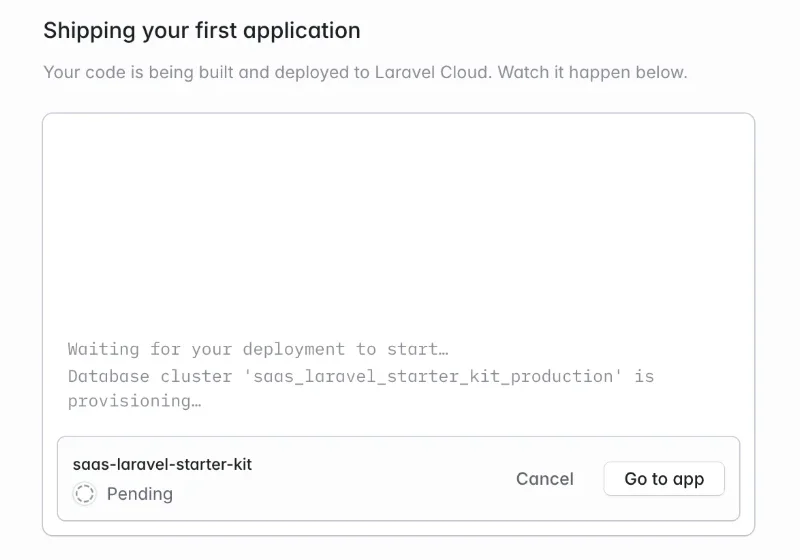 Shipping your first application
Your code is being built and deployed to Laravel Cloud. Watch it happen below.
Waiting for your deployment to start…
Database cluster 'saas_laravel_starter_kit_production' is
provisioning…
saas-laravel-starter-kit
Pending
Cancel
Go to app